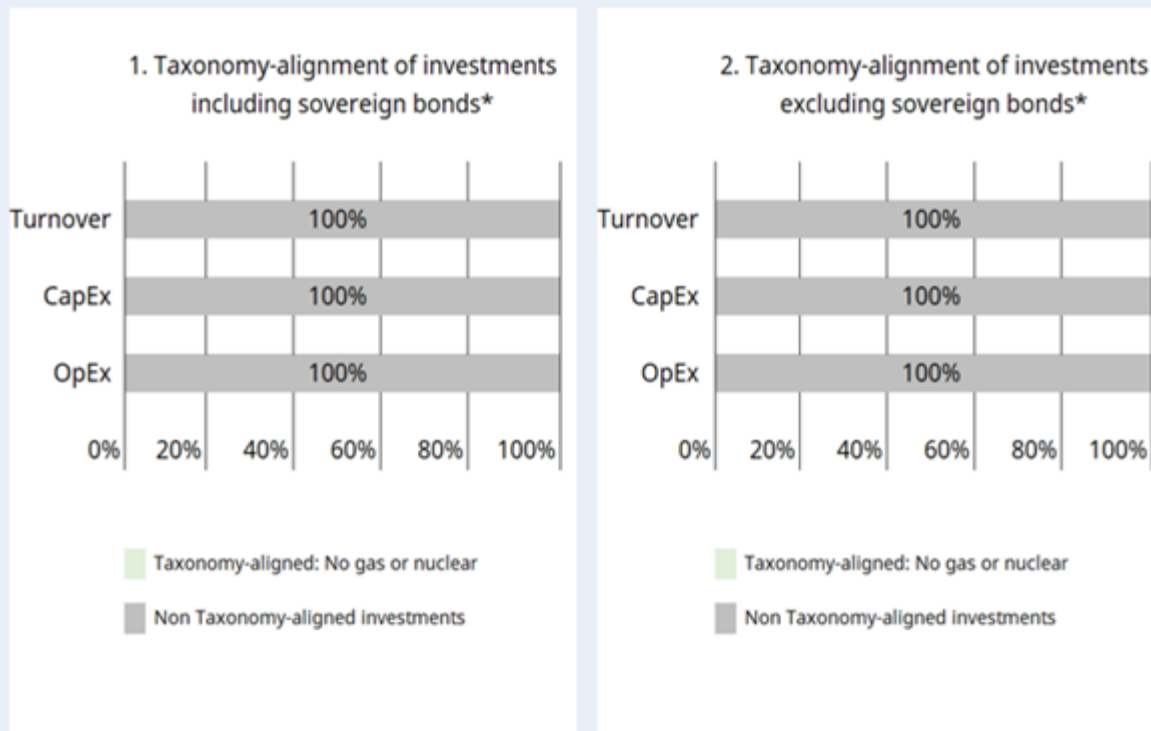 1. Taxonomy-alignment of investments
including sovereign bonds*
Turnover 100%
CapEx 100%
OpEx 100%
0% 20% 40% 60% 80% 100%
Taxonomy-aligned: No gas or nuclear
Non Taxonomy-aligned investments
2. Taxonomy-alignment of investments
excluding sovereign bonds*
Turnover 100%
CapEx 100%
OpEx 100%
0% 20% 40% 60% 80% 100%
Taxonomy-aligned: No gas or nuclear
Non Taxonomy-aligned investments